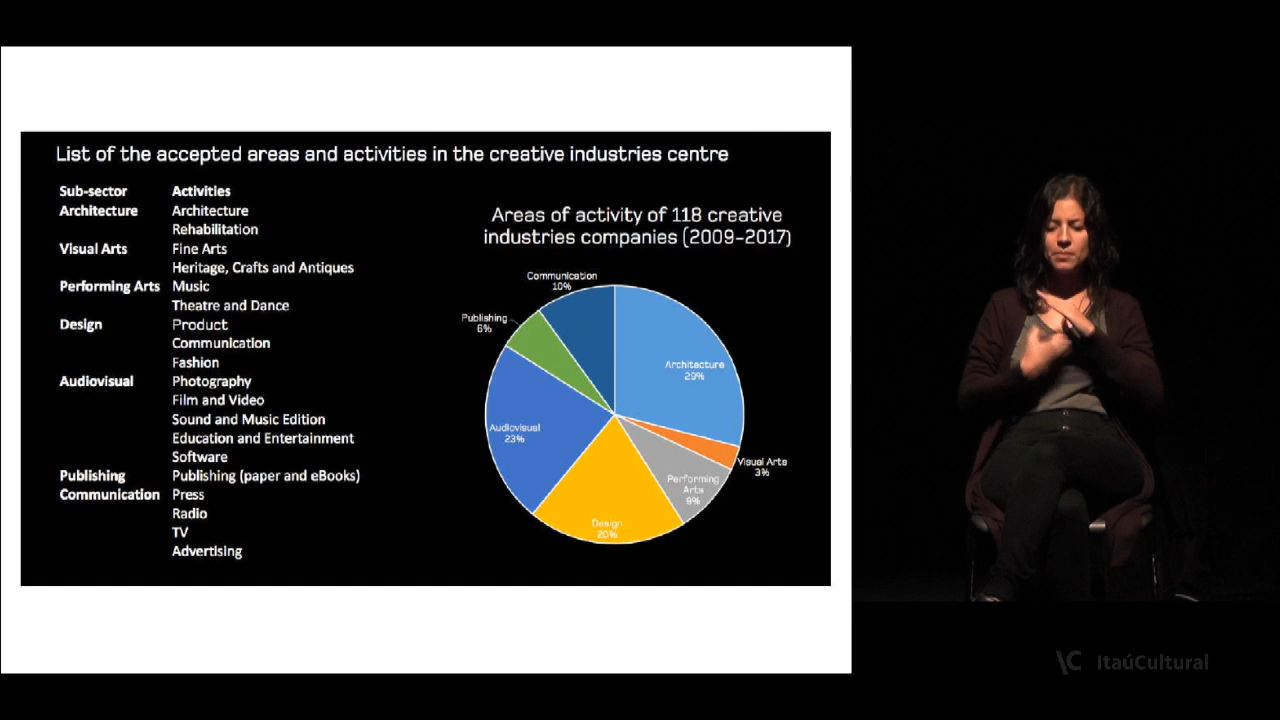 List of the accepted areas and activities in the creative industries centre
Sub-sector Activities
Architecture Architecture
Rehabilitation
Visual Arts Fine Arts
Heritage, Crafts and Antiques
Performing Arts Music
Theatre and Dance
Design Product
Communication
Fashion
Audiovisual Photography
Film and Video
Sound and Music Edition
Education and Entertainment
Software
Publishing Publishing (paper and eBooks)
Communication Press
Radio
TV
Advertising
Areas of activity of 118 creative
industries companies (2009-2017)
Communication
10%
Publishing
6%
Architecture
29%
Audiovisual
23%
Visual Arts
3%
Performing
Arts
9%
Design
20%
ItaúCultural